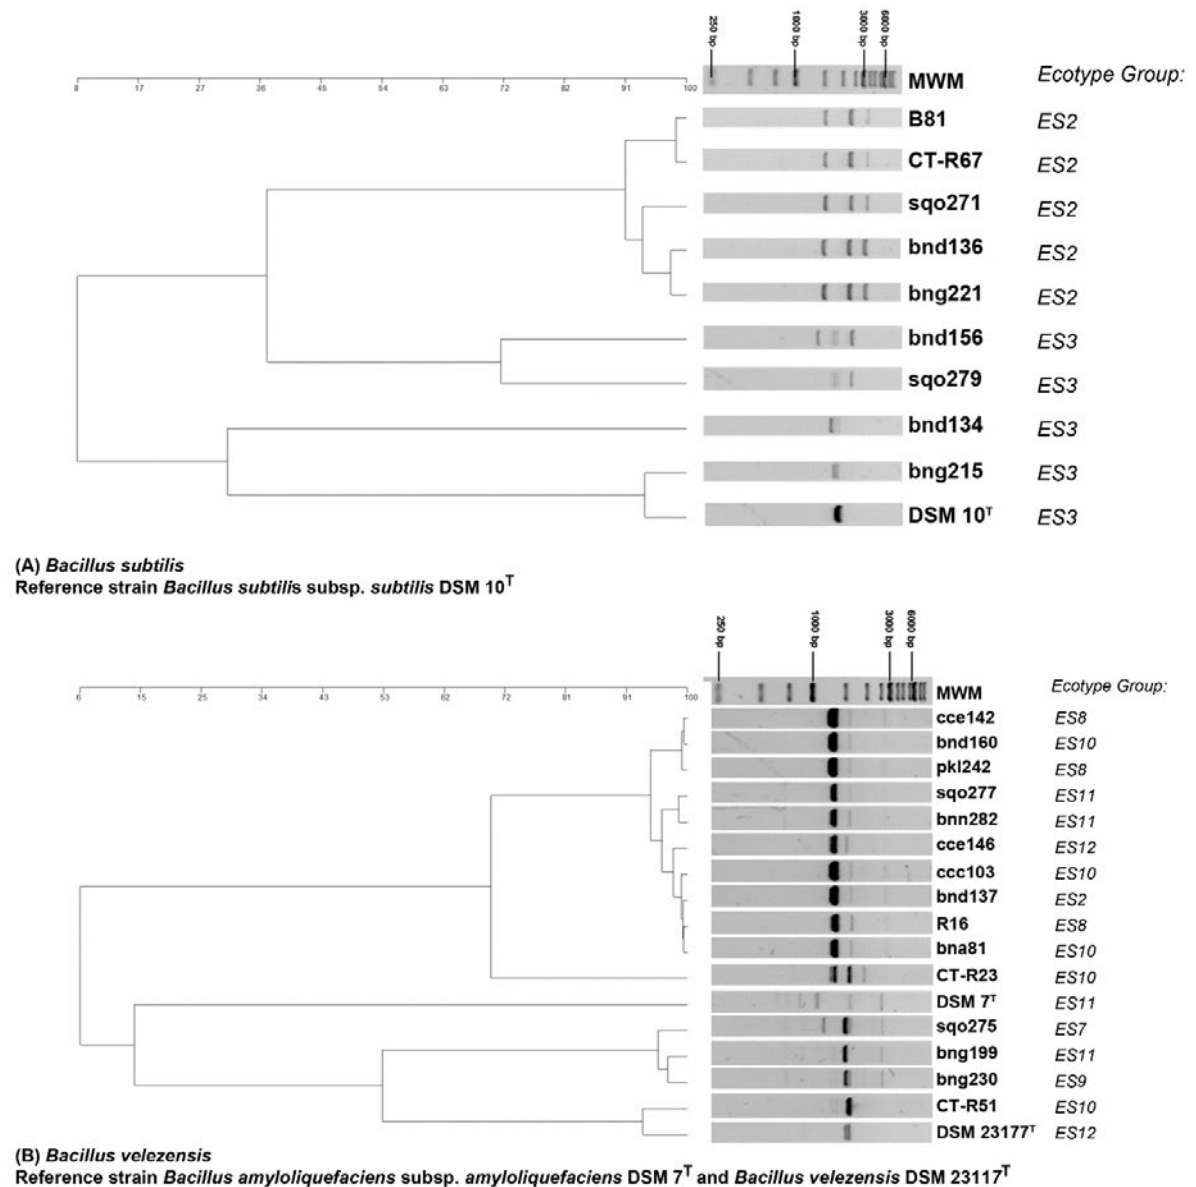 250 bp 1000 bp 3000 bp 6000 bp
8 17 27 36 45 54 63 72 82 91 100 MWM Ecotype Group:
B81 ES2
CT-R67 ES2
sqo271 ES2
bnd136 ES2
bng221 ES2
bnd156 ES3
sqo279 ES3
bnd134 ES3
bng215 ES3
DSM 10ᵀ ES3
(A) Bacillus subtilis
Reference strain Bacillus subtilis subsp. subtilis DSM 10ᵀ
250 bp 1000 bp 3000 bp 6000 bp
6 15 25 34 43 53 62 72 81 91 100 MWM Ecotype Group:
cce142 ES8
bnd160 ES10
pkl242 ES8
sqo277 ES11
bnn282 ES11
cce146 ES12
ccc103 ES10
bnd137 ES2
R16 ES8
bna81 ES10
CT-R23 ES10
DSM 7ᵀ ES11
sqo275 ES7
bng199 ES11
bng230 ES9
CT-R51 ES10
DSM 23177ᵀ ES12
(B) Bacillus velezensis
Reference strain Bacillus amyloliquefaciens subsp. amyloliquefaciens DSM 7ᵀ and Bacillus velezensis DSM 23117ᵀ